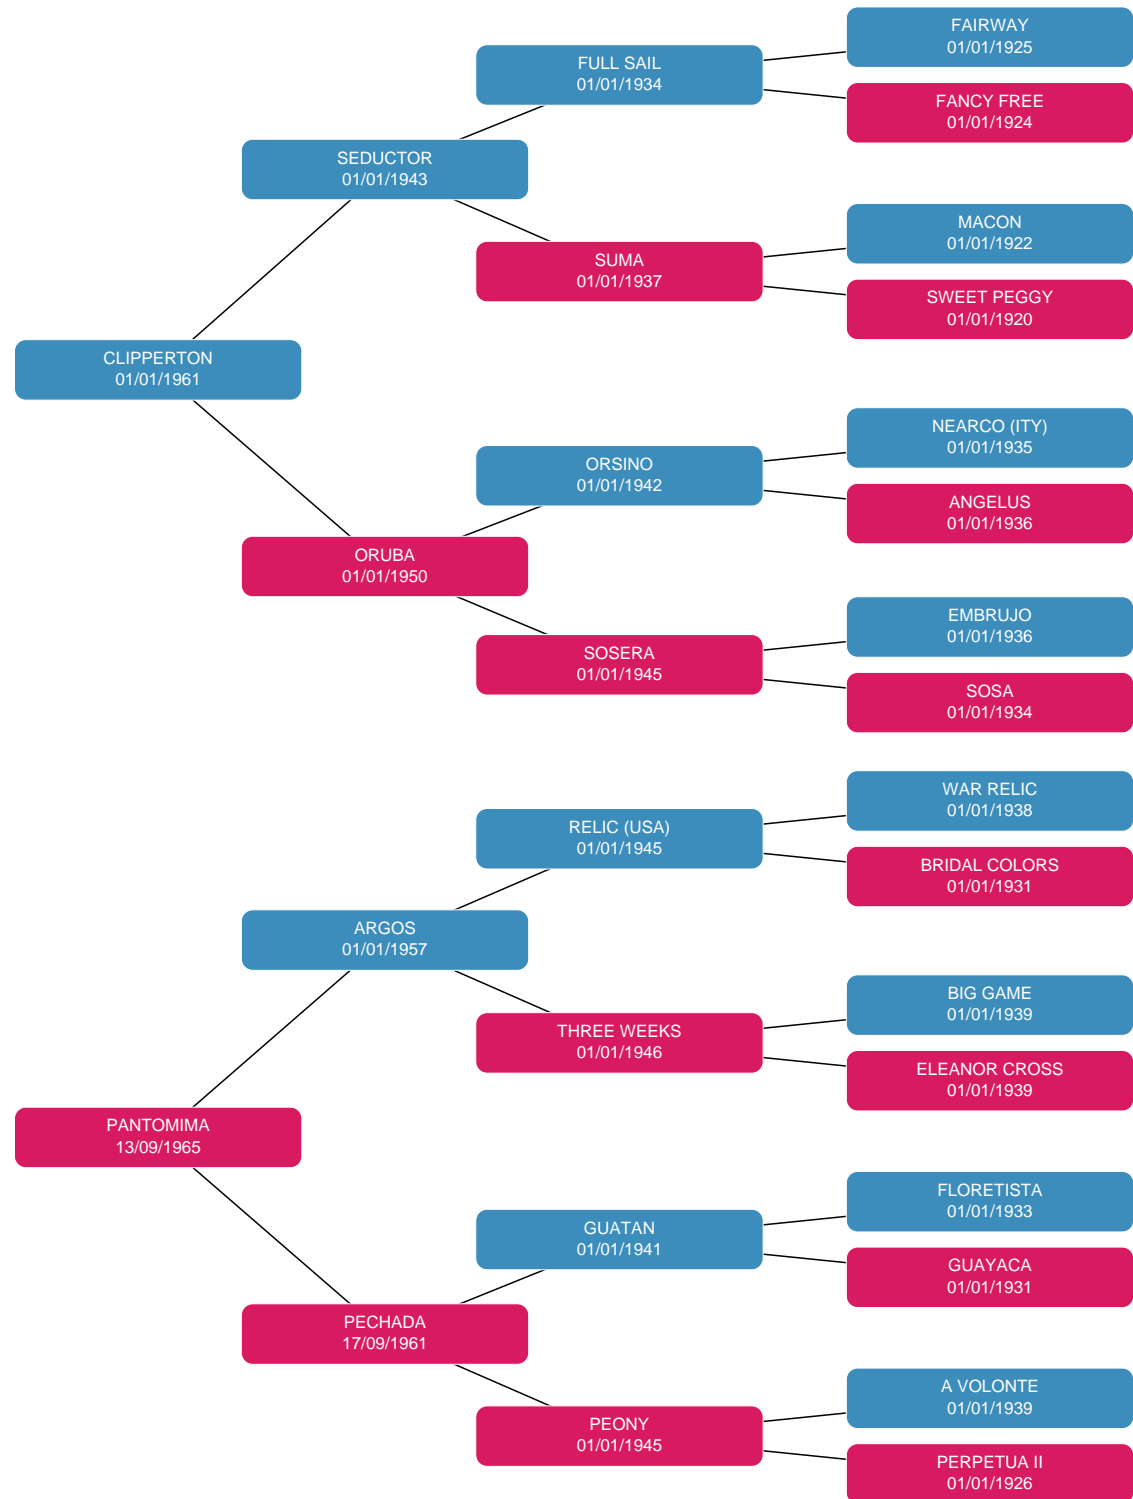 FAIRWAY
01/01/1925
FULL SAIL
01/01/1934
FANCY FREE
01/01/1924
SEDUCTOR
01/01/1943
MACON
01/01/1922
SUMA
01/01/1937
SWEET PEGGY
01/01/1920
CLIPPERTON
01/01/1961
NEARCO (ITY)
01/01/1935
ORSINO
01/01/1942
ANGELUS
01/01/1936
ORUBA
01/01/1950
EMBRUJO
01/01/1936
SOSERA
01/01/1945
SOSA
01/01/1934
WAR RELIC
01/01/1938
RELIC (USA)
01/01/1945
BRIDAL COLORS
01/01/1931
ARGOS
01/01/1957
BIG GAME
01/01/1939
THREE WEEKS
01/01/1946
ELEANOR CROSS
01/01/1939
PANTOMIMA
13/09/1965
FLORETISTA
01/01/1933
GUATAN
01/01/1941
GUAYACA
01/01/1931
PECHADA
17/09/1961
A VOLONTE
01/01/1939
PEONY
01/01/1945
PERPETUA II
01/01/1926